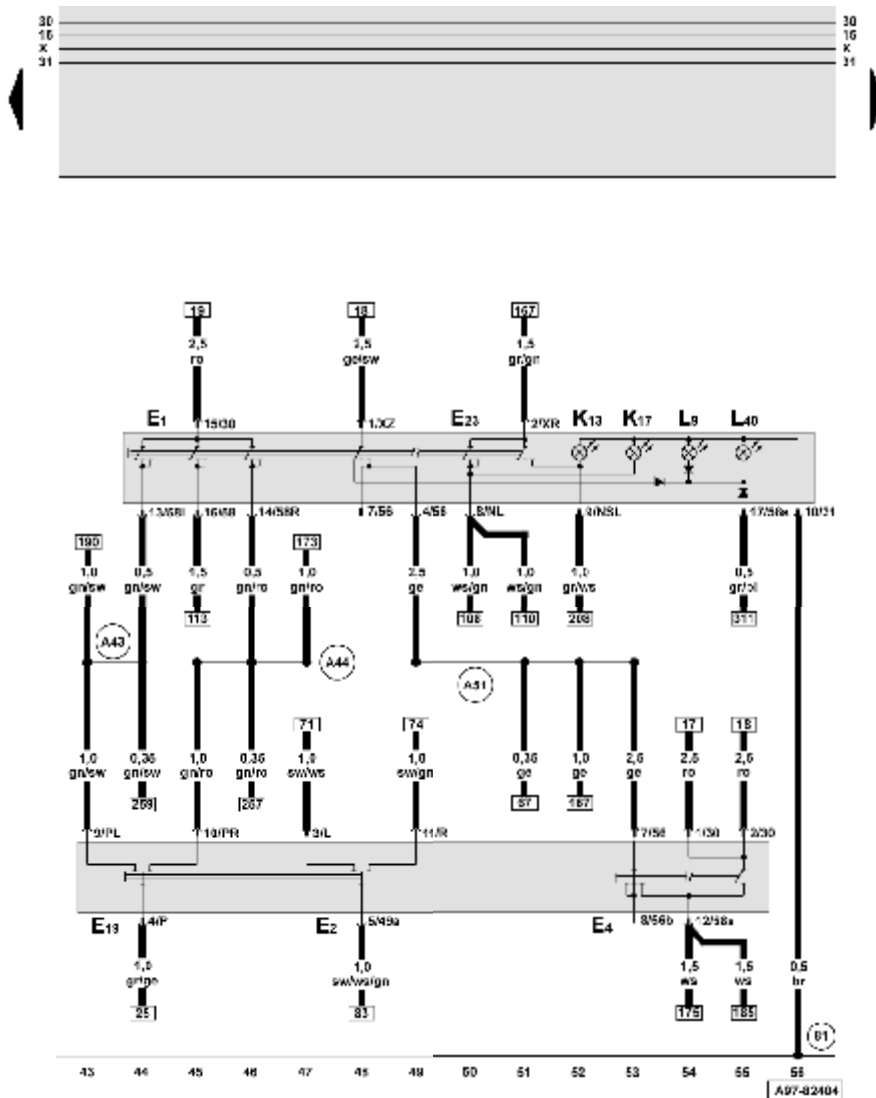 30 30
15 15
X X
31 31
19 18 167
2,5 2,5 1,5
ro ge/sw gr/gn
E1 15/30 1/XZ E23 2/XR K13 K17 L9 L40
13/58L 16/58 14/58R 7/56 4/56 8/NL 9/NSL 17/58s 10/31
190 173
1,0 0,5 1,5 0,5 1,0 2,5 1,0 1,0 1,0 0,5
gn/sw gn/sw gr gn/ro gn/ro ge ws/gn ws/gn gr/ws gr/bl
113 108 110 208 311
A43 A44 A51
71 74 17 18
1,0 0,35 1,0 0,35 1,0 1,0 0,35 1,0 2,5 2,5 2,5
gn/sw gn/sw gn/ro gn/ro sw/ws sw/gn ge ge ge ro ro
259 257 67 167
9/PL 10/PR 3/L 11/R 7/56 1/30 2/30
E19 4/P E2 5/49a E4 8/56b 12/56a
1,0 1,0 1,5 1,5 0,5
gr/ge sw/ws/gn ws ws br
25 83 175 185
81
43 44 45 46 47 48 49 50 51 52 53 54 55 56
A97-82404